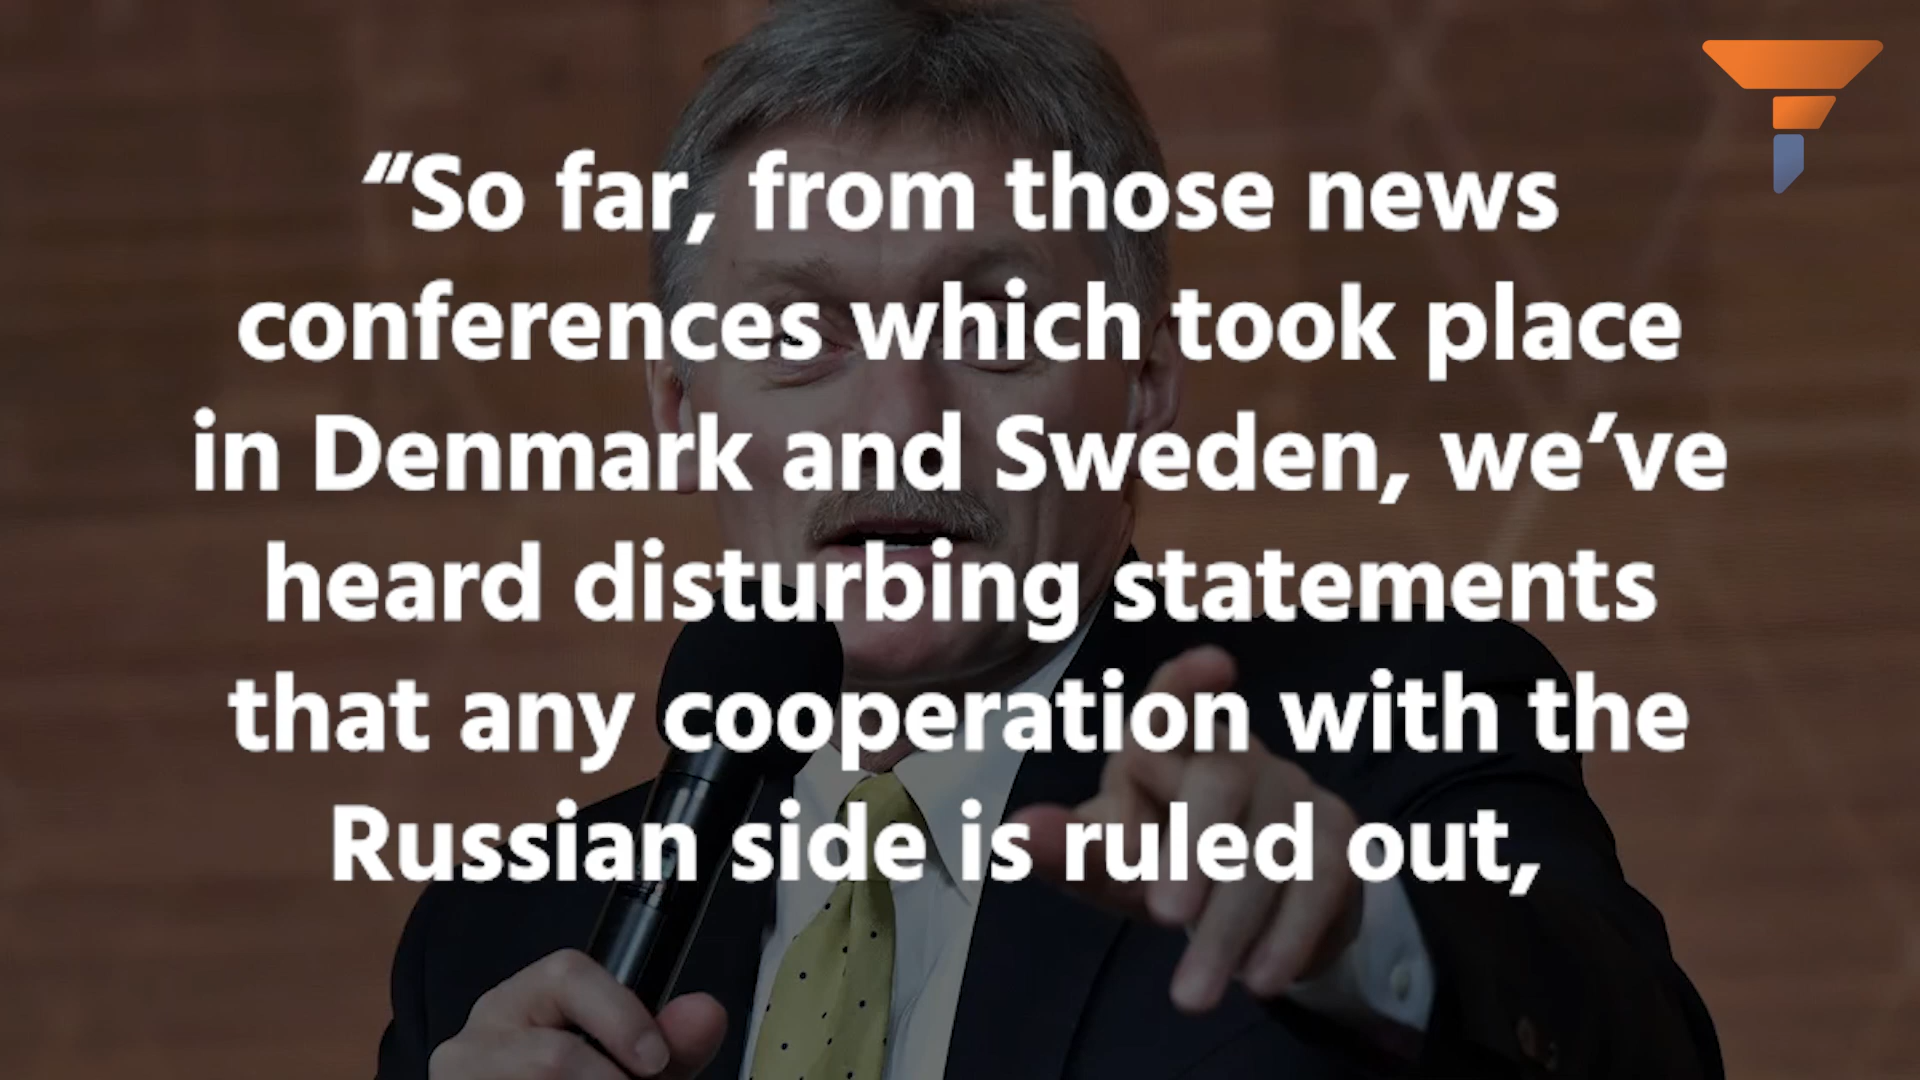 “So far, from those news
conferences which took place
in Denmark and Sweden, we’ve
heard disturbing statements
that any cooperation with the
Russian side is ruled out,